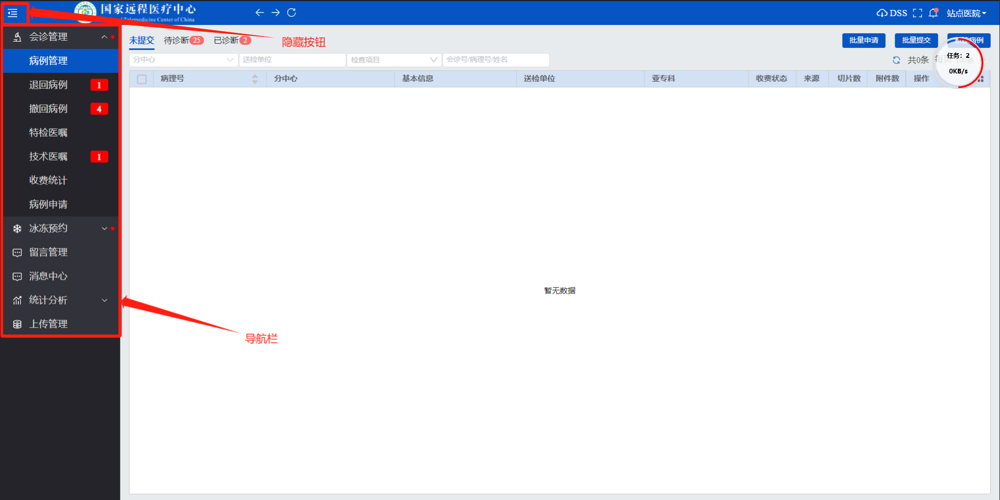 国家远程医疗中心
Telemedicine Center of China
DSS
站点医院
会诊管理
病例管理
退回病例 1
撤回病例 4
特检医嘱
技术医嘱 1
收费统计
病例申请
冰冻预约
留言管理
消息中心
统计分析
上传管理
未提交 待诊断 25 已诊断 2
隐藏按钮
批量申请 批量提交 新建病例
分中心 送检单位 检查项目 会诊号/病理号/姓名
共0条 每页 100条
任务: 2
0KB/s
病理号 分中心 基本信息 送检单位 亚专科 收费状态 来源 切片数 附件数 操作
暂无数据
导航栏